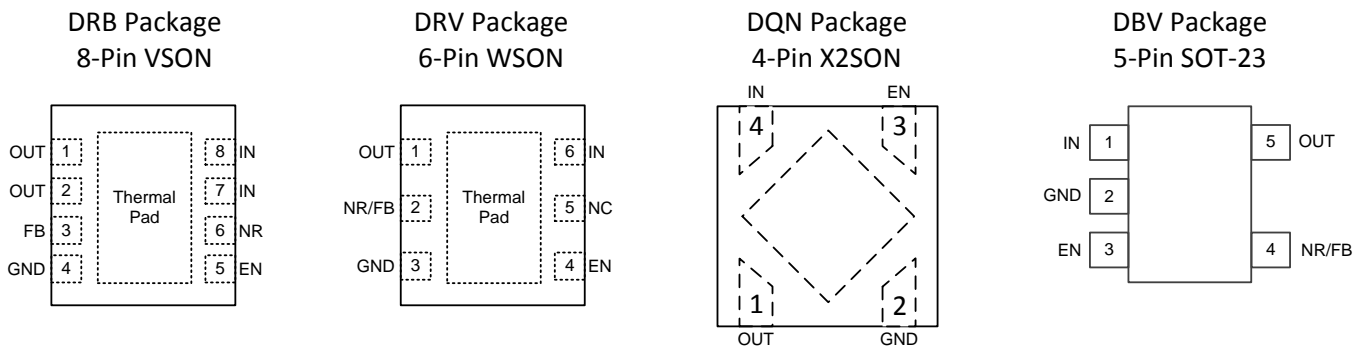 DRB Package
8-Pin VSON
OUT 1
8 IN
OUT 2
7 IN
FB 3
6 NR
GND 4
5 EN
Thermal
Pad
DRV Package
6-Pin WSON
OUT 1
6 IN
NR/FB 2
5 NC
GND 3
4 EN
Thermal
Pad
DQN Package
4-Pin X2SON
IN
EN
4
3
1
2
OUT
GND
DBV Package
5-Pin SOT-23
IN 1
5 OUT
GND 2
EN 3
4 NR/FB